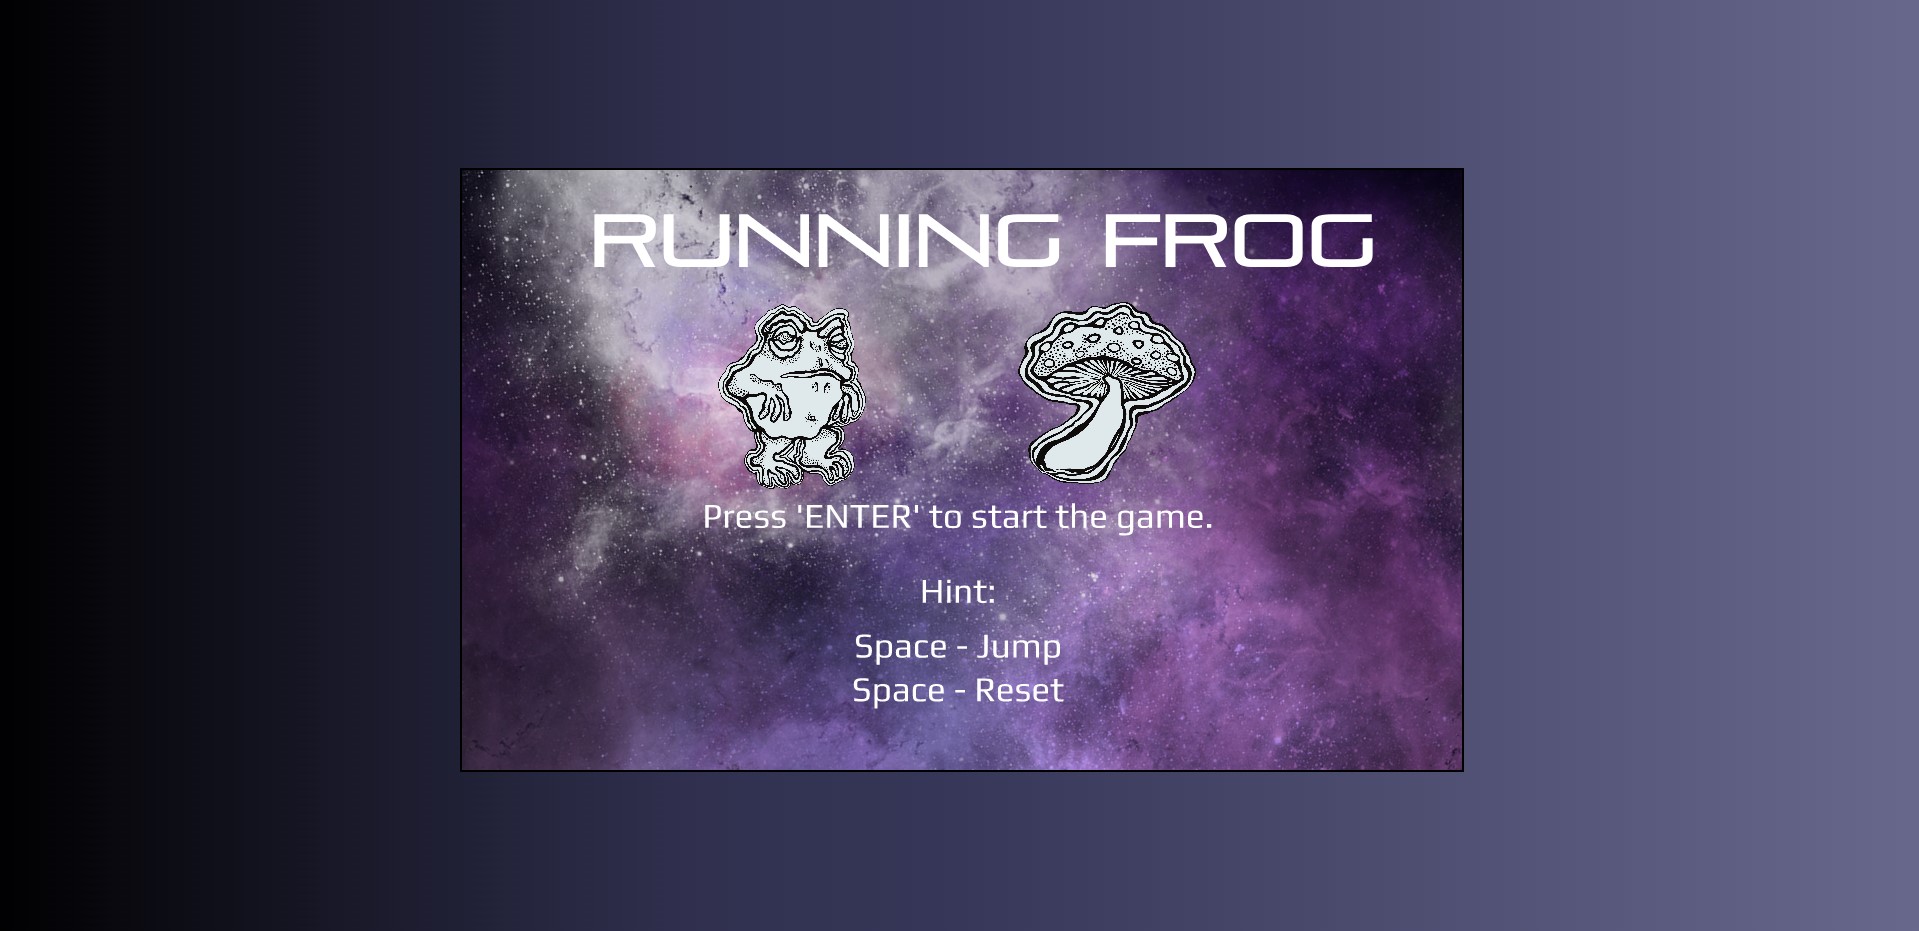 RUNNING FROG
Press 'ENTER' to start the game.
Hint:
Space - Jump
Space - Reset